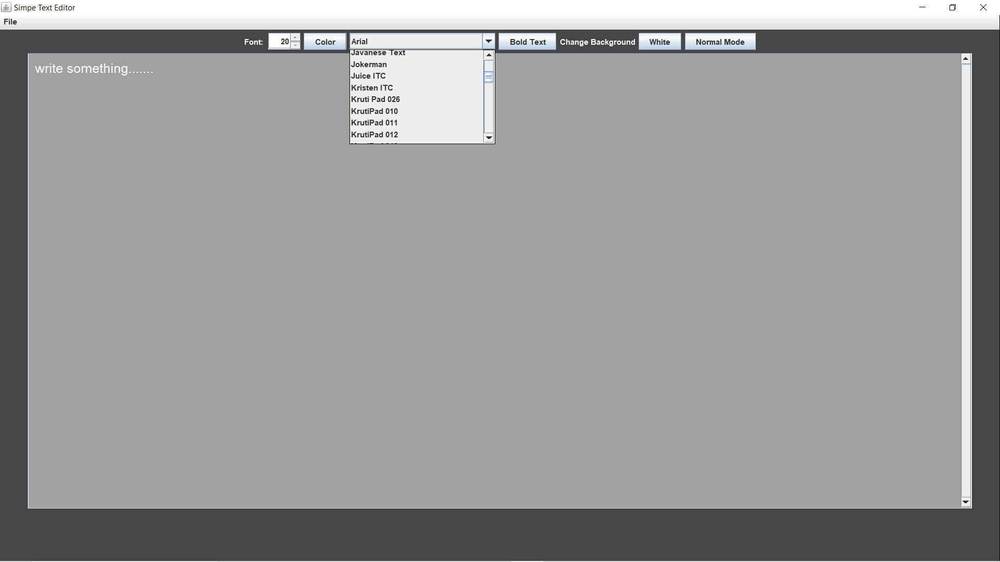 Simpe Text Editor
File
Font: 20 Color Arial Bold Text Change Background White Normal Mode
Javanese Text
Jokerman
Juice ITC
Kristen ITC
Kruti Pad 026
KrutiPad 010
KrutiPad 011
KrutiPad 012
write something.......